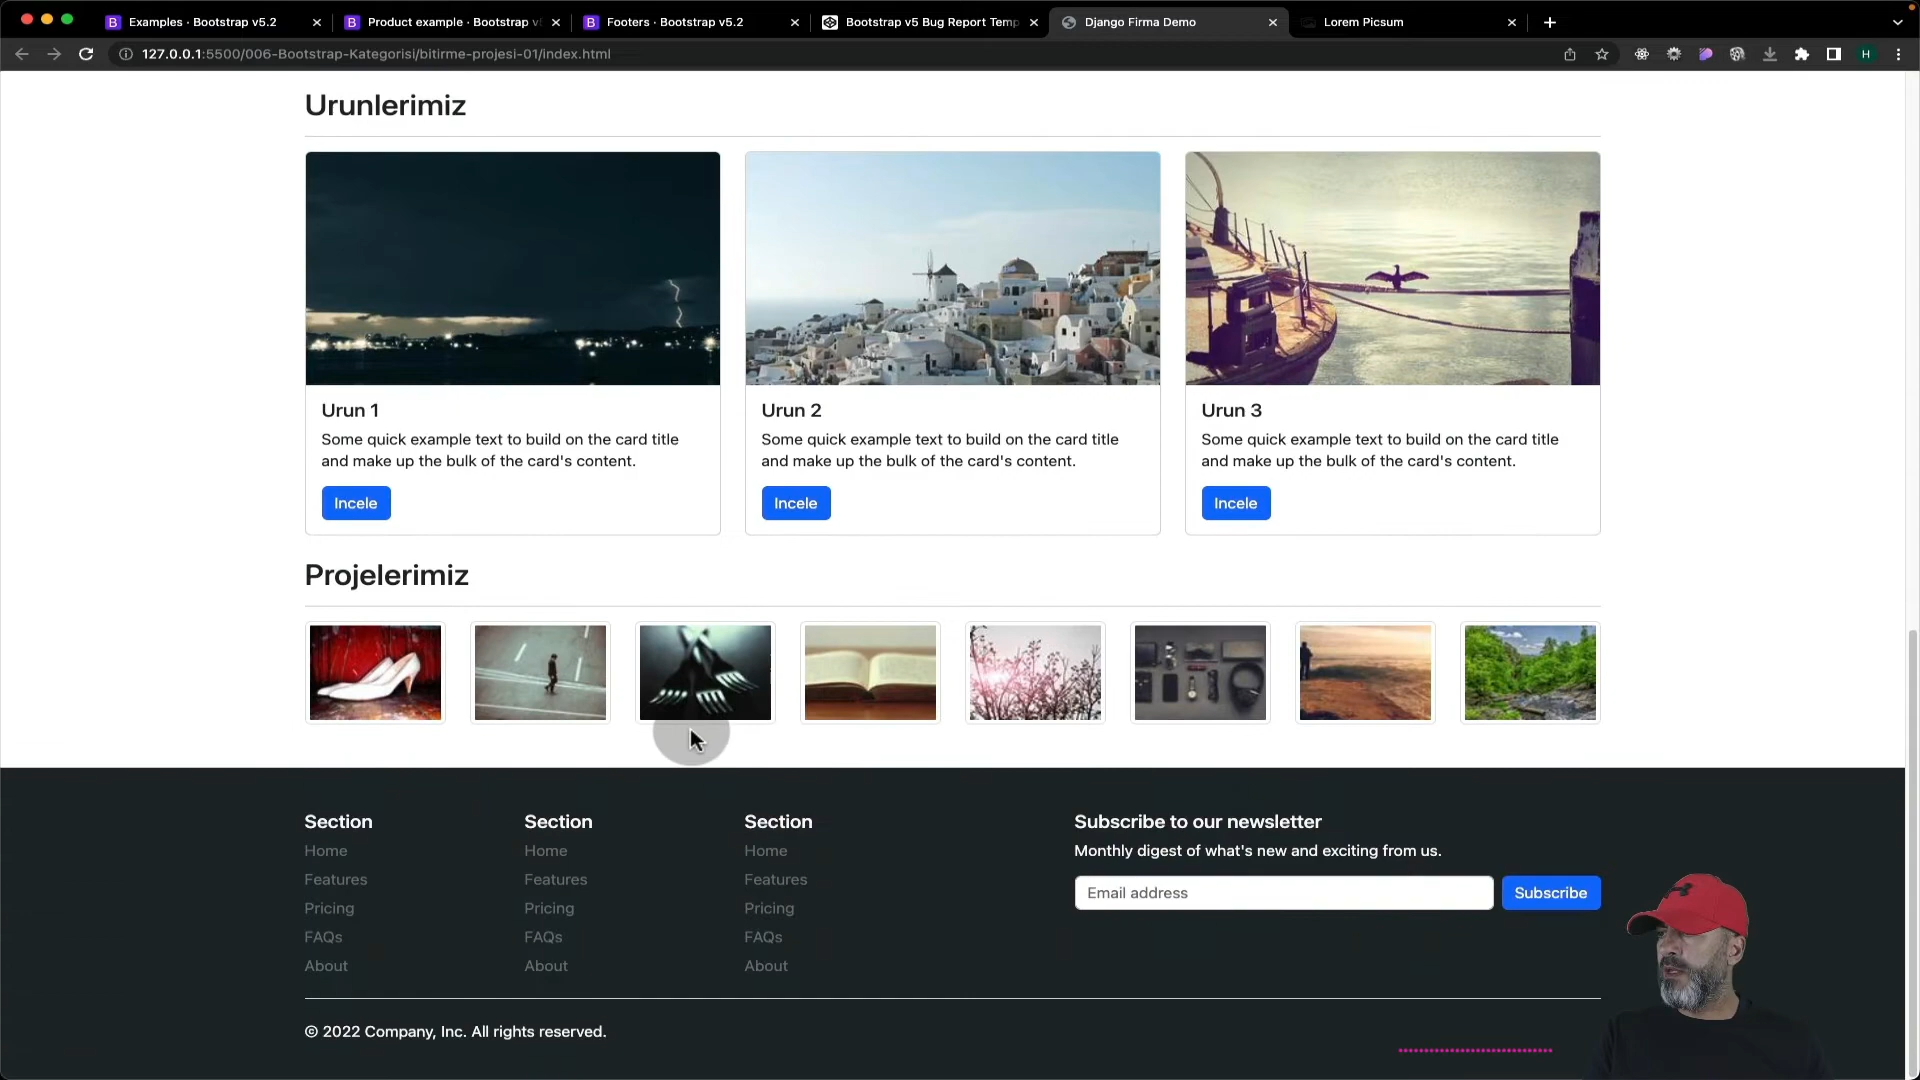 Examples · Bootstrap v5.2
Product example · Bootstrap v
Footers · Bootstrap v5.2
Bootstrap v5 Bug Report Temp
Django Firma Demo
Lorem Picsum
127.0.0.1:5500/006-Bootstrap-Kategorisi/bitirme-projesi-01/index.html
H
Urunlerimiz
Urun 1
Some quick example text to build on the card title
and make up the bulk of the card's content.
Incele
Urun 2
Some quick example text to build on the card title
and make up the bulk of the card's content.
Incele
Urun 3
Some quick example text to build on the card title
and make up the bulk of the card's content.
Incele
Projelerimiz
Section
Home
Features
Pricing
FAQs
About
Section
Home
Features
Pricing
FAQs
About
Section
Home
Features
Pricing
FAQs
About
Subscribe to our newsletter
Monthly digest of what's new and exciting from us.
Email address
Subscribe
© 2022 Company, Inc. All rights reserved.